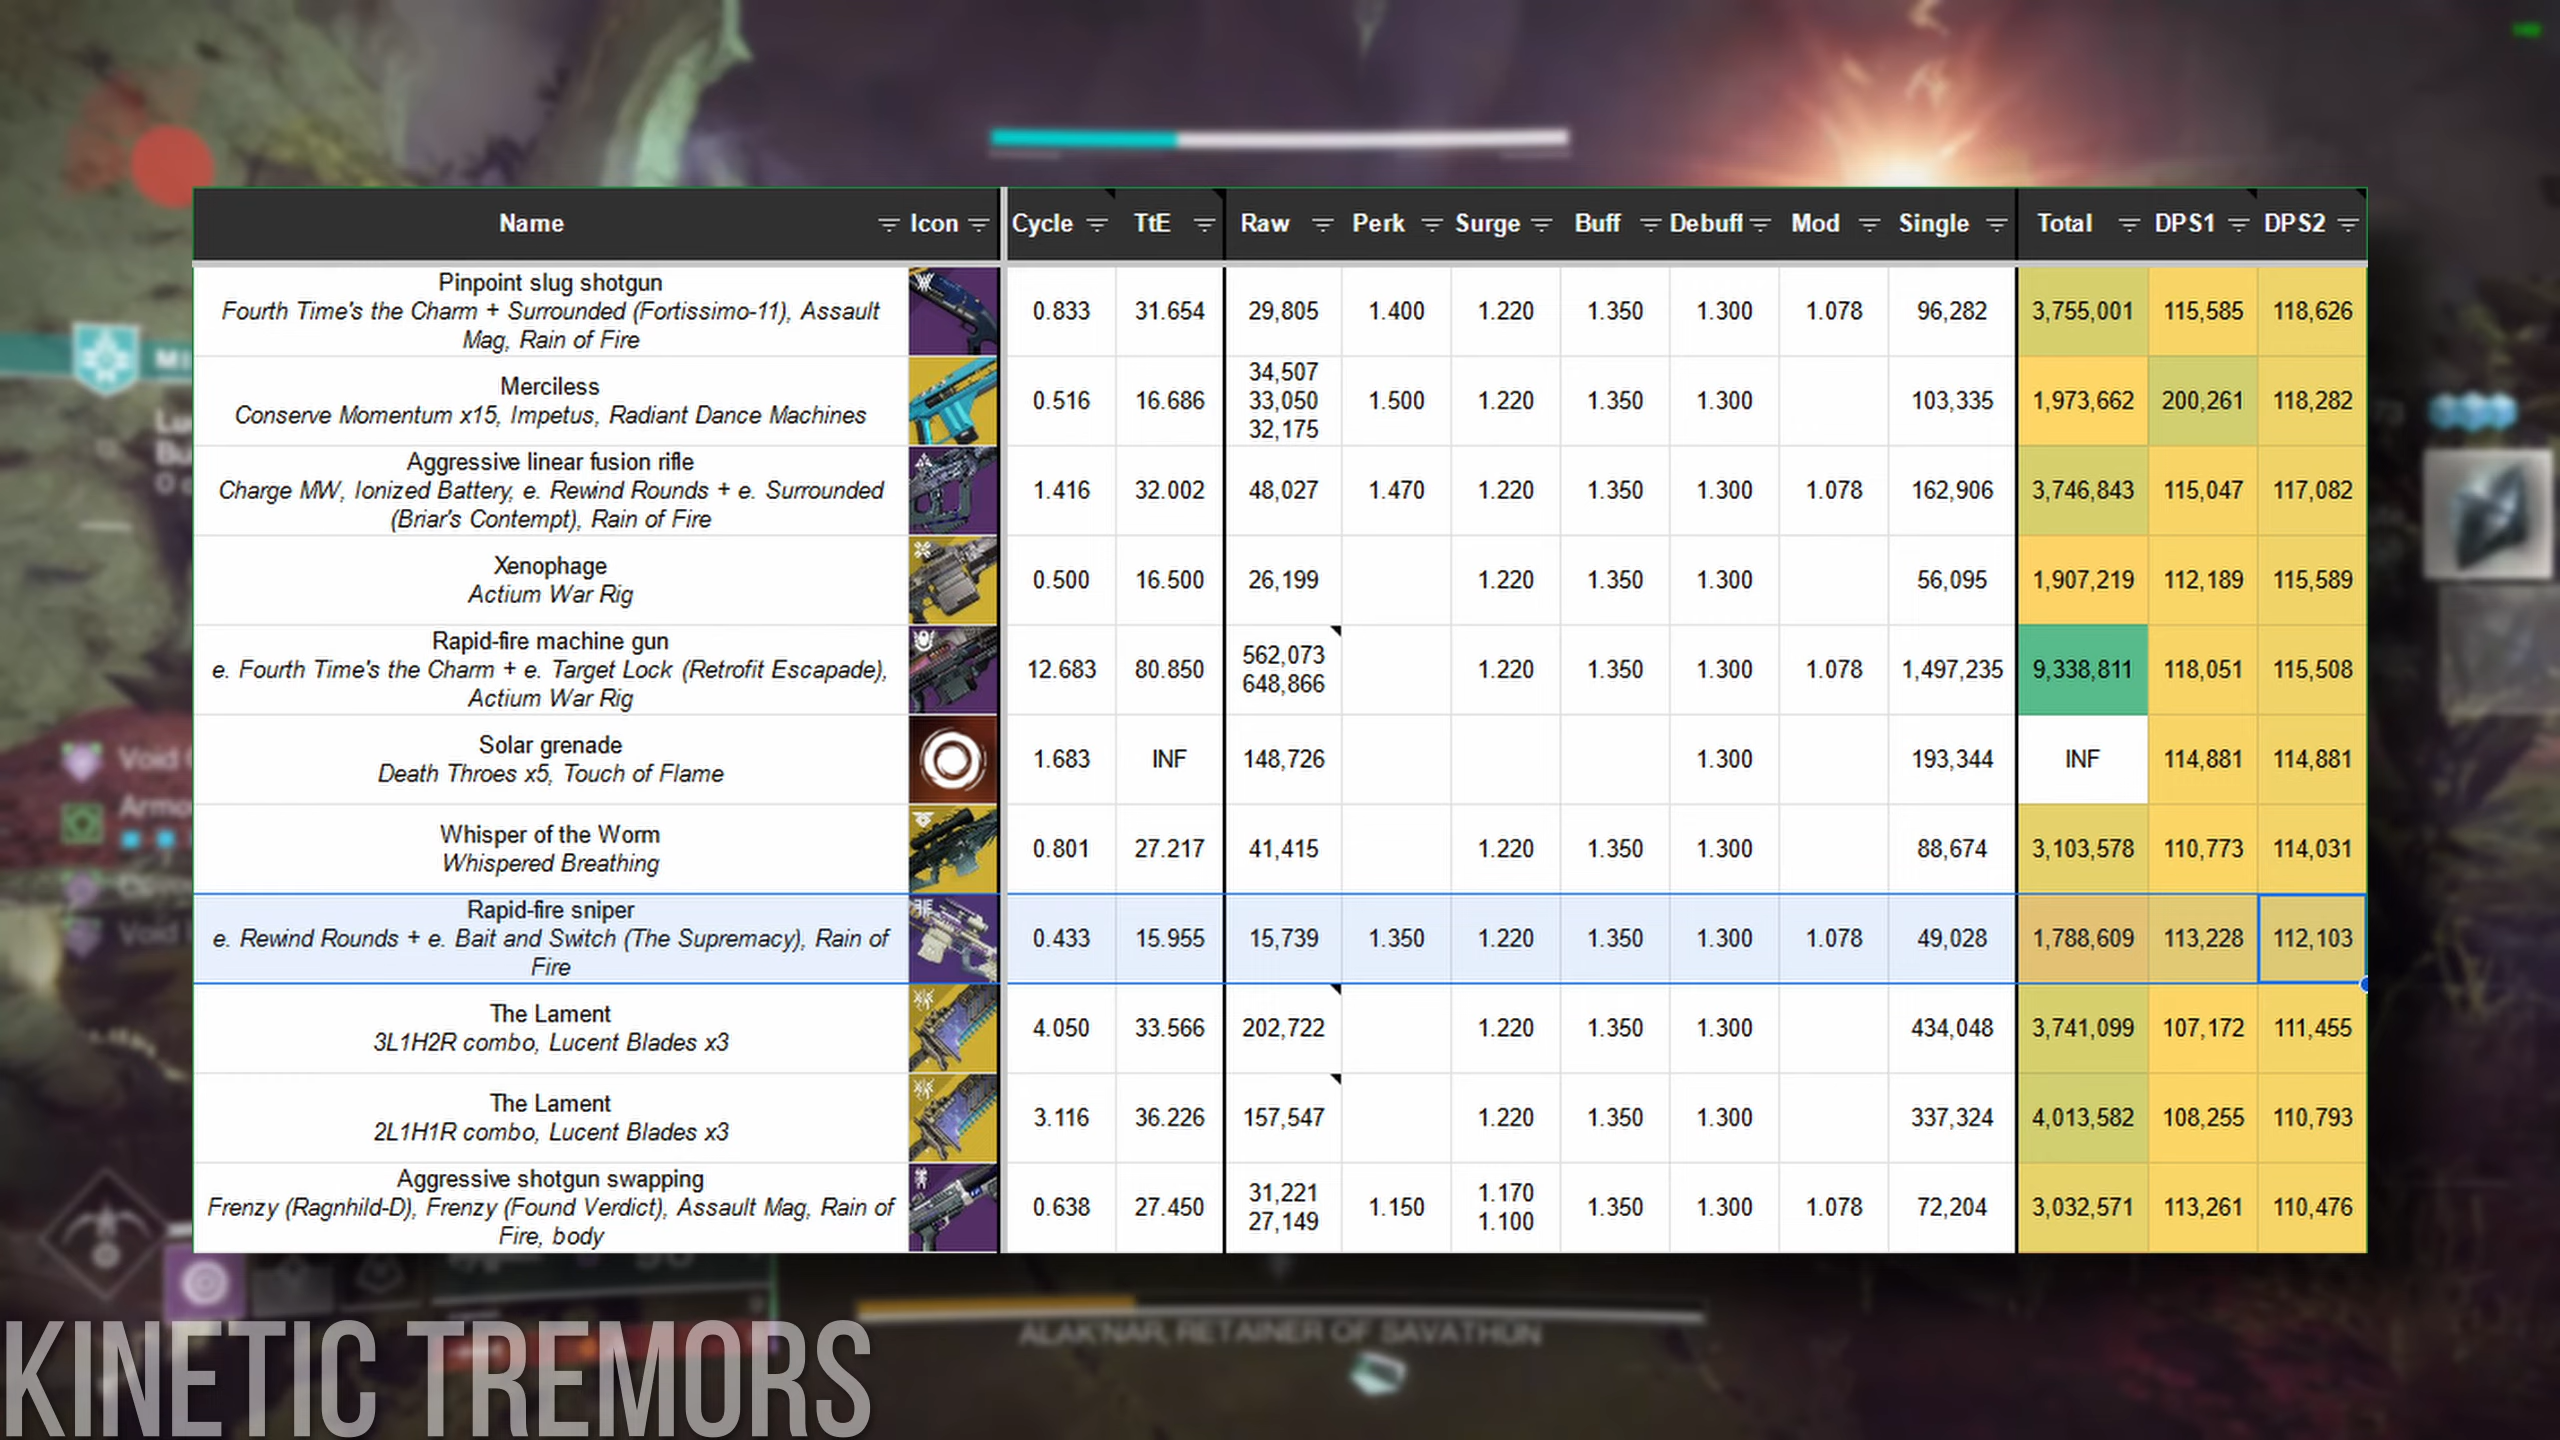 Name Icon Cycle TtE Raw Perk Surge Buff Debuff Mod Single Total DPS1 DPS2
Pinpoint slug shotgun
Fourth Time's the Charm + Surrounded (Fortissimo-11), Assault
Mag, Rain of Fire
0.833 31.654 29,805 1.400 1.220 1.350 1.300 1.078 96,282 3,755,001 115,585 118,626
Merciless
Conserve Momentum x15, Impetus, Radiant Dance Machines
34,507
0.516 16.686 33,050 1.500 1.220 1.350 1.300 103,335 1,973,662 200,261 118,282
32,175
Aggressive linear fusion rifle
Charge MW, Ionized Battery, e. Rewind Rounds + e. Surrounded
(Briar's Contempt), Rain of Fire
1.416 32.002 48,027 1.470 1.220 1.350 1.300 1.078 162,906 3,746,843 115,047 117,082
Xenophage
Actium War Rig
0.500 16.500 26,199 1.220 1.350 1.300 56,095 1,907,219 112,189 115,589
Rapid-fire machine gun
e. Fourth Time's the Charm + e. Target Lock (Retrofit Escapade),
Actium War Rig
562,073
12.683 80.850 648,866 1.220 1.350 1.300 1.078 1,497,235 9,338,811 118,051 115,508
Solar grenade
Death Throes x5, Touch of Flame
1.683 INF 148,726 1.300 193,344 INF 114,881 114,881
Whisper of the Worm
Whispered Breathing
0.801 27.217 41,415 1.220 1.350 1.300 88,674 3,103,578 110,773 114,031
Rapid-fire sniper
e. Rewind Rounds + e. Bait and Switch (The Supremacy), Rain of
Fire
0.433 15.955 15,739 1.350 1.220 1.350 1.300 1.078 49,028 1,788,609 113,228 112,103
The Lament
3L1H2R combo, Lucent Blades x3
4.050 33.566 202,722 1.220 1.350 1.300 434,048 3,741,099 107,172 111,455
The Lament
2L1H1R combo, Lucent Blades x3
3.116 36.226 157,547 1.220 1.350 1.300 337,324 4,013,582 108,255 110,793
Aggressive shotgun swapping
Frenzy (Ragnhild-D), Frenzy (Found Verdict), Assault Mag, Rain of
Fire, body
31,221 1.170
0.638 27.450 27,149 1.150 1.100 1.350 1.300 1.078 72,204 3,032,571 113,261 110,476
Void
Void
ALAK'NAR, RETAINER OF SAVATHUN
KINETIC TREMORS